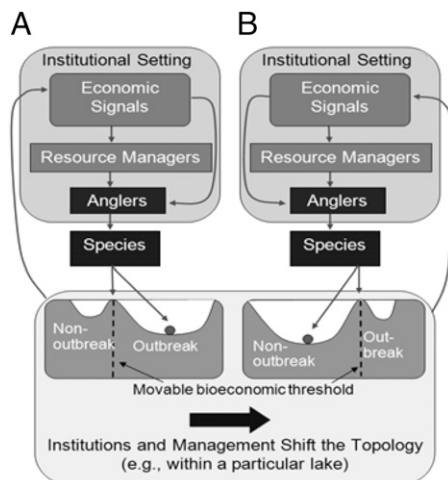 A
B
Institutional Setting
Economic
Signals
Resource Managers
Anglers
Species
Institutional Setting
Economic
Signals
Resource Managers
Anglers
Species
Non-
outbreak
Outbreak
Non-
outbreak
Out-
break
Movable bioeconomic threshold
Institutions and Management Shift the Topology
(e.g., within a particular lake)